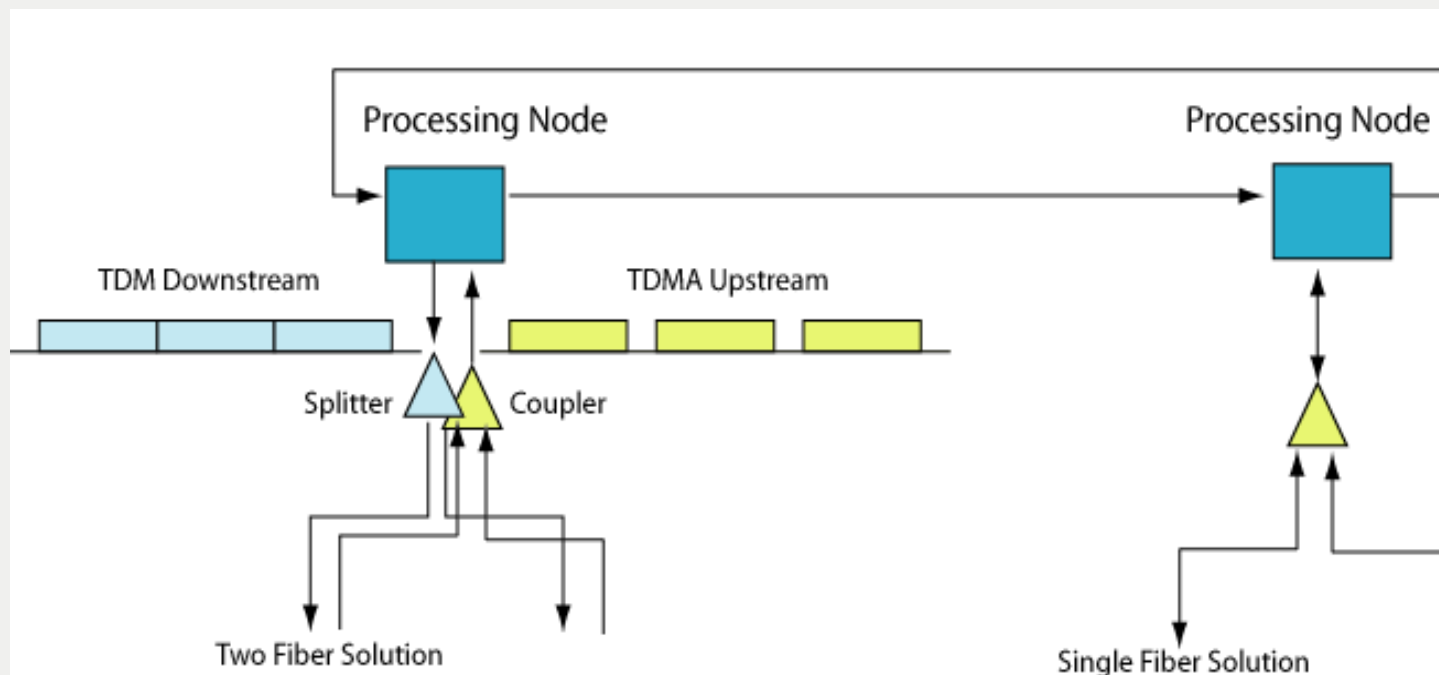 Processing Node
Processing Node
TDM Downstream
TDMA Upstream
Splitter
Coupler
Two Fiber Solution
Single Fiber Solution